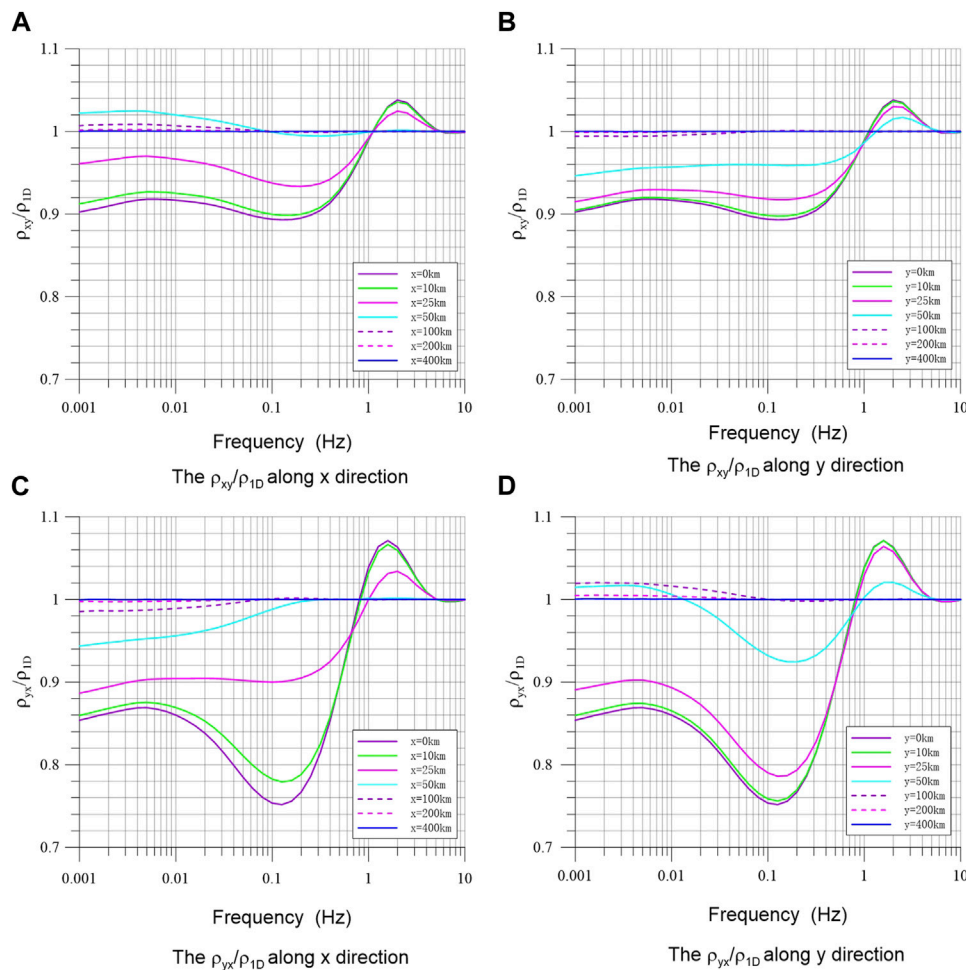 A
1.1
1
0.9
0.8
0.7
ρxy/ρ1D
x=0km
x=10km
x=25km
x=50km
x=100km
x=200km
x=400km
0.001 0.01 0.1 1 10
Frequency (Hz)
The ρxy/ρ1D along x direction
B
1.1
1
0.9
0.8
0.7
ρxy/ρ1D
y=0km
y=10km
y=25km
y=50km
y=100km
y=200km
y=400km
0.001 0.01 0.1 1 10
Frequency (Hz)
The ρxy/ρ1D along y direction
C
1.1
1
0.9
0.8
0.7
ρyx/ρ1D
x=0km
x=10km
x=25km
x=50km
x=100km
x=200km
x=400km
0.001 0.01 0.1 1 10
Frequency (Hz)
The ρyx/ρ1D along x direction
D
1.1
1
0.9
0.8
0.7
ρyx/ρ1D
y=0km
y=10km
y=25km
y=50km
y=100km
y=200km
y=400km
0.001 0.01 0.1 1 10
Frequency (Hz)
The ρyx/ρ1D along y direction